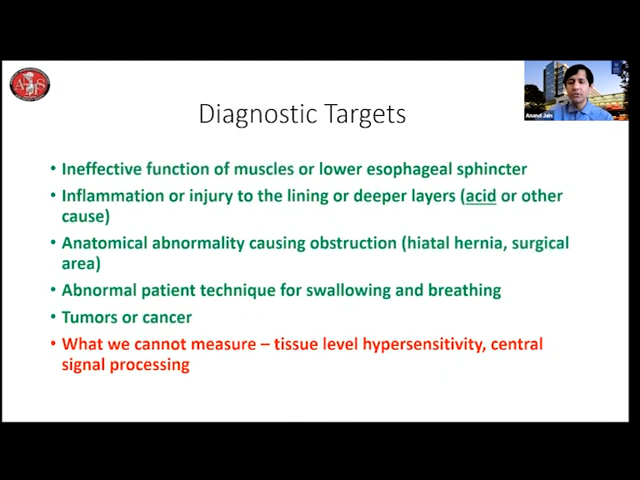 Diagnostic Targets
Anand Jain
• Ineffective function of muscles or lower esophageal sphincter
• Inflammation or injury to the lining or deeper layers (acid or other
cause)
• Anatomical abnormality causing obstruction (hiatal hernia, surgical
area)
• Abnormal patient technique for swallowing and breathing
• Tumors or cancer
• What we cannot measure – tissue level hypersensitivity, central
signal processing